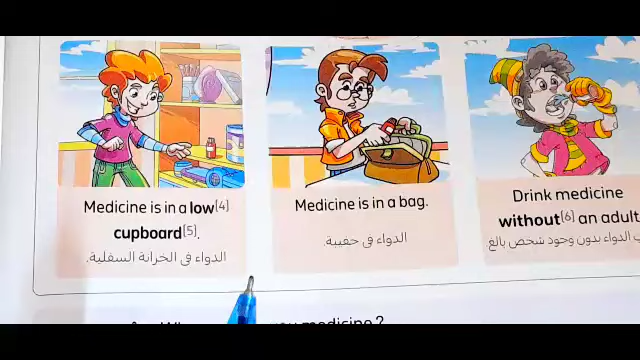 Medicine is in a low[4]
cupboard[5].
الدواء في الخزانة السفلية.
Medicine is in a bag.
الدواء في حقيبة.
Drink medicine
without[6] an adult
الدواء بدون وجود شخص بالغ
medicine?